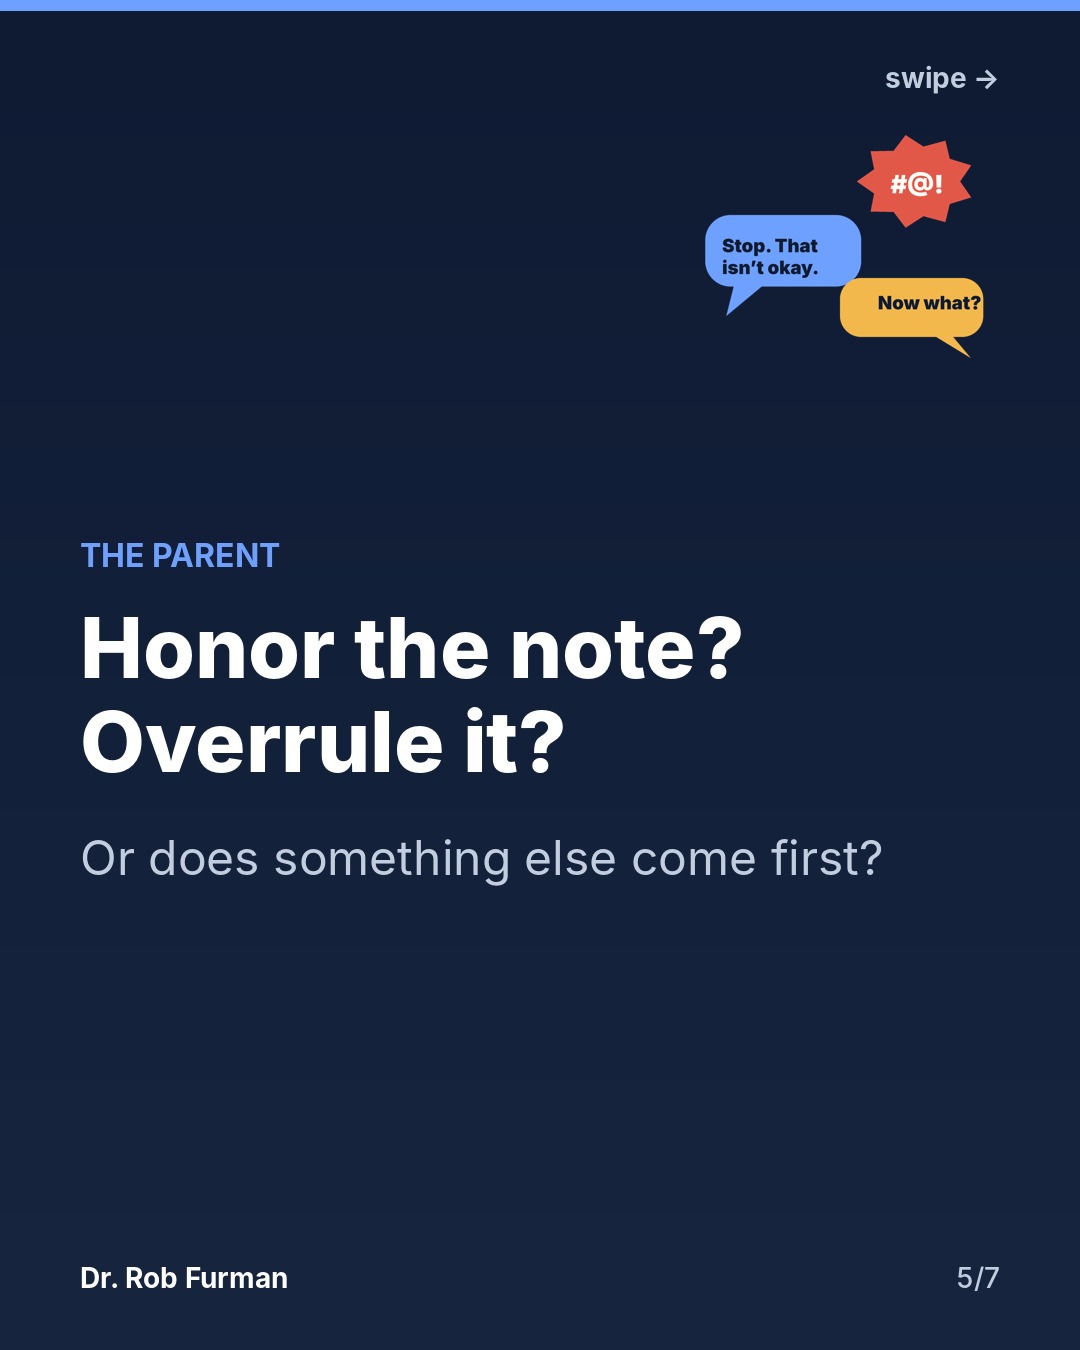 swipe →
#@!
Stop. That
isn’t okay.
Now what?
THE PARENT
Honor the note?
Overrule it?
Or does something else come first?
Dr. Rob Furman
5/7